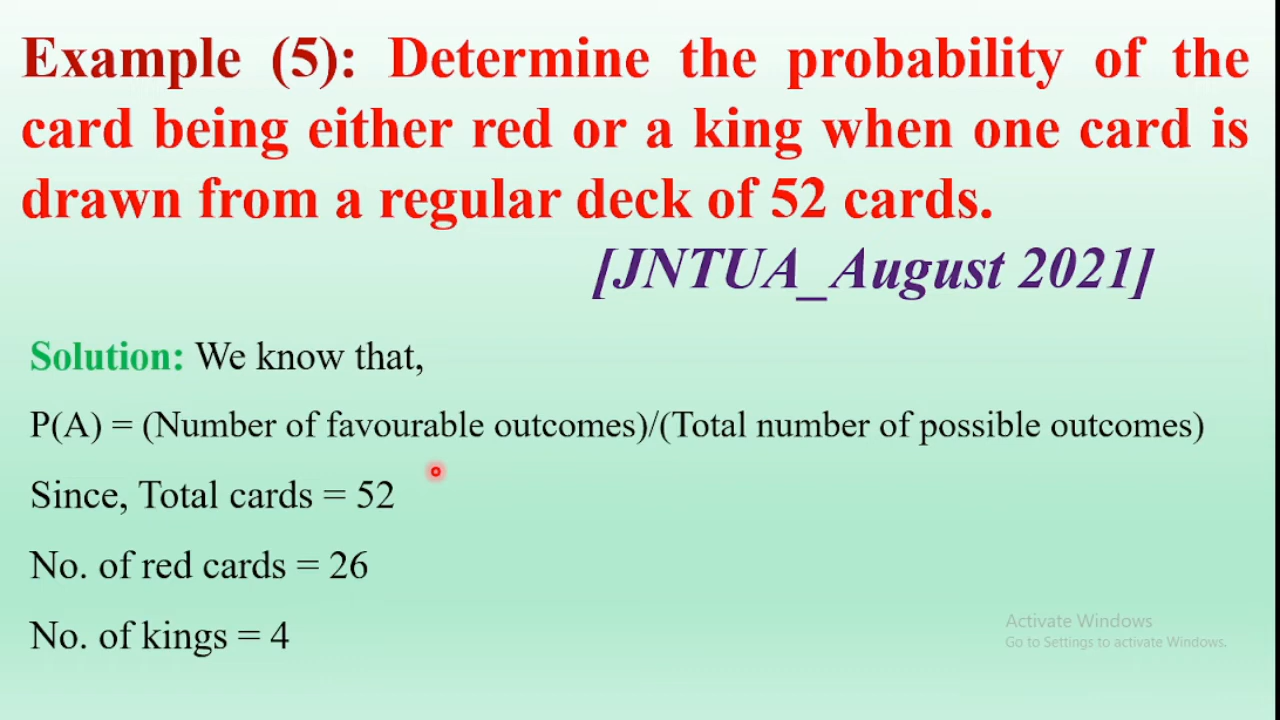 Example (5): Determine the probability of the
card being either red or a king when one card is
drawn from a regular deck of 52 cards.
[JNTUA_August 2021]
Solution: We know that,
P(A) = (Number of favourable outcomes)/(Total number of possible outcomes)
Since, Total cards = 52
No. of red cards = 26
No. of kings = 4
Activate Windows
Go to Settings to activate Windows.